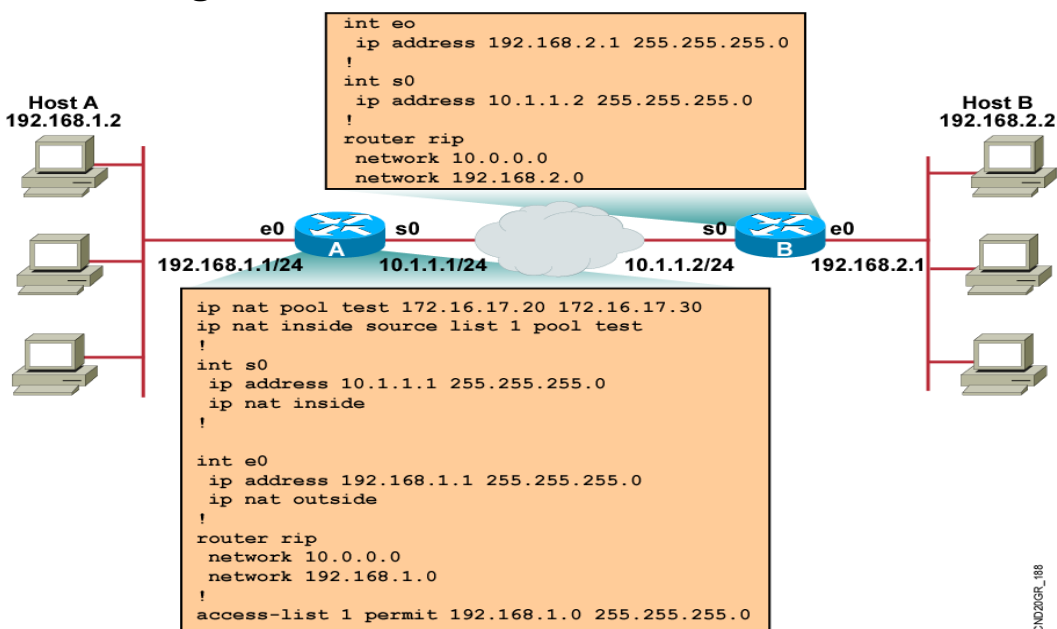 int eo
ip address 192.168.2.1 255.255.255.0
!
int s0
ip address 10.1.1.2 255.255.255.0
!
router rip
network 10.0.0.0
network 192.168.2.0
Host A
192.168.1.2
Host B
192.168.2.2
e0
A
s0
s0
B
e0
192.168.1.1/24
10.1.1.1/24
10.1.1.2/24
192.168.2.1
ip nat pool test 172.16.17.20 172.16.17.30
ip nat inside source list 1 pool test
!
int s0
ip address 10.1.1.1 255.255.255.0
ip nat inside
!
int e0
ip address 192.168.1.1 255.255.255.0
ip nat outside
!
router rip
network 10.0.0.0
network 192.168.1.0
!
access-list 1 permit 192.168.1.0 255.255.255.0